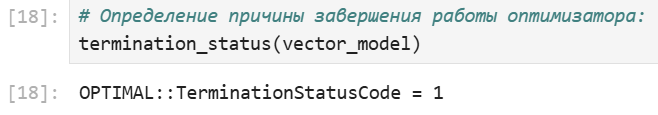 [18]: # Определение причины завершения работы оптимизатора:
termination_status(vector_model)
[18]: OPTIMAL::TerminationStatusCode = 1